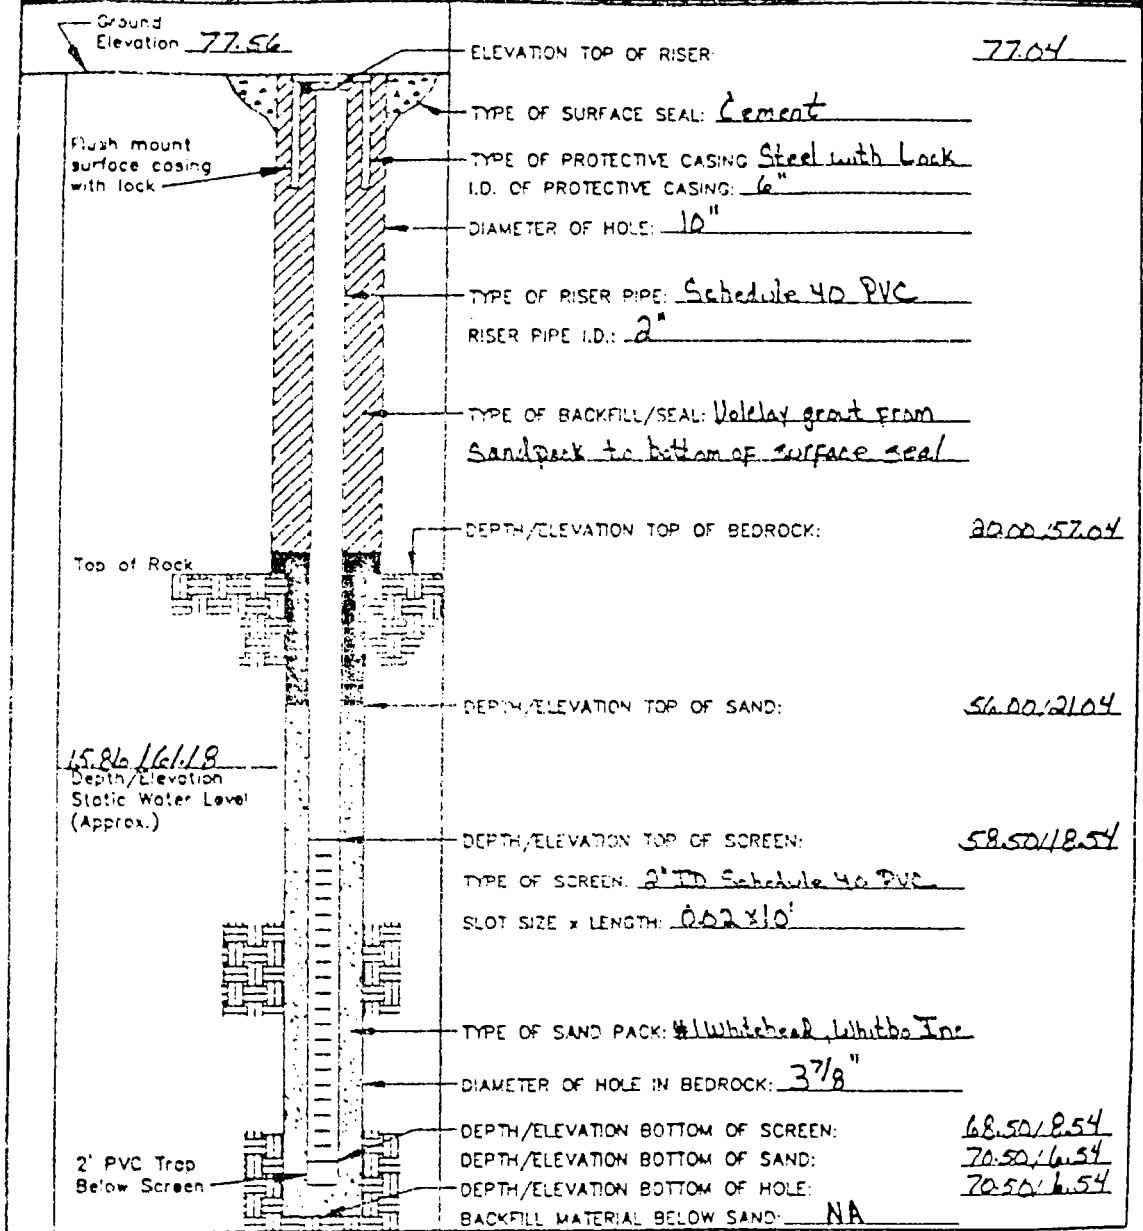 Ground
Elevation 77.56
ELEVATION TOP OF RISER: 77.04
TYPE OF SURFACE SEAL: Cement
Flush mount
surface casing
with lock
TYPE OF PROTECTIVE CASING Steel with Lock
I.D. OF PROTECTIVE CASING: 6"
DIAMETER OF HOLE: 10"
TYPE OF RISER PIPE: Schedule 40 PVC
RISER PIPE I.D.: 2"
TYPE OF BACKFILL/SEAL: Volclay grout From
Sandpack to bottom of surface seal
DEPTH/ELEVATION TOP OF BEDROCK: 20.00/57.04
Top of Rock
DEPTH/ELEVATION TOP OF SAND: 56.00/21.04
15.86/61.18
Depth/Elevation
Static Water Level
(Approx.)
DEPTH/ELEVATION TOP OF SCREEN: 58.50/18.54
TYPE OF SCREEN: 2" ID Schedule 40 PVC
SLOT SIZE x LENGTH: 0.02 x 10'
TYPE OF SAND PACK: #1 Whitehead, Inc
DIAMETER OF HOLE IN BEDROCK: 3 7/8"
DEPTH/ELEVATION BOTTOM OF SCREEN: 68.50/8.54
2' PVC Trap
Below Screen
DEPTH/ELEVATION BOTTOM OF SAND: 70.50/6.54
DEPTH/ELEVATION BOTTOM OF HOLE: 70.50/6.54
BACKFILL MATERIAL BELOW SAND: NA